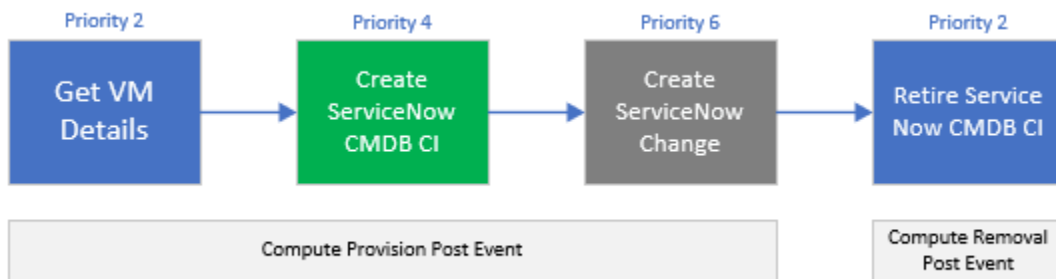 Priority 2
Priority 4
Priority 6
Priority 2
Get VM
Details
Create
ServiceNow
CMDB CI
Create
ServiceNow
Change
Retire Service
Now CMDB CI
Compute Provision Post Event
Compute Removal
Post Event